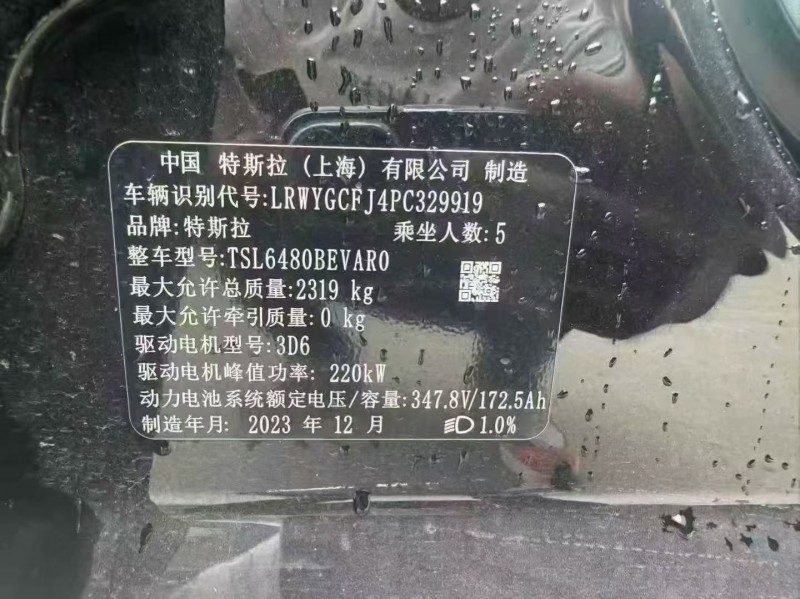 中国 特斯拉（上海）有限公司 制造
车辆识别代号:LRWYGCFJ4PC329919
品牌:特斯拉 乘坐人数:5
整车型号:TSL6480BEVAR0
最大允许总质量:2319 kg
最大允许牵引质量:0 kg
驱动电机型号:3D6
驱动电机峰值功率: 220kW
动力电池系统额定电压/容量:347.8V/172.5Ah
制造年月: 2023 年 12 月 1.0%